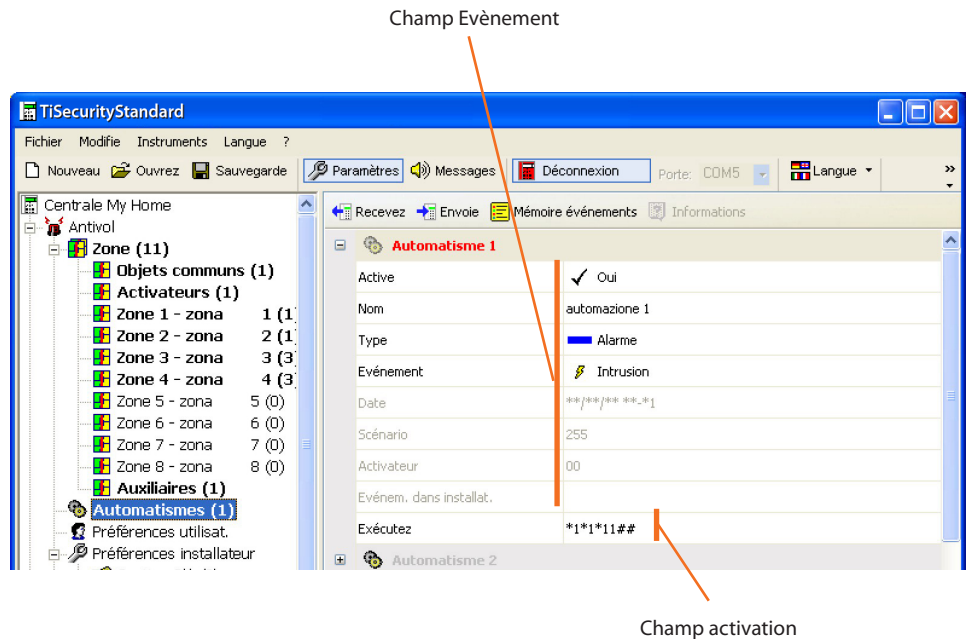 Champ Evènement
TiSecurityStandard
Fichier Modifie Instruments Langue ?
Nouveau Ouvrez Sauvegarde Paramètres Messages Déconnexion Porte: COM5 Langue »
Centrale My Home
Antivol
Zone (11)
Objets communs (1)
Activateurs (1)
Zone 1 - zona 1 (1)
Zone 2 - zona 2 (1)
Zone 3 - zona 3 (3)
Zone 4 - zona 4 (3)
Zone 5 - zona 5 (0)
Zone 6 - zona 6 (0)
Zone 7 - zona 7 (0)
Zone 8 - zona 8 (0)
Auxiliaires (1)
Automatismes (1)
Préférences utilisat.
Préférences installateur
Recevez Envoie Mémoire événements Informations
Automatisme 1
Active Oui
Nom automazione 1
Type Alarme
Evénement Intrusion
Date **/**/** **-*1
Scénario 255
Activateur 00
Evénem. dans installat.
Exécutez *1*1*11##
Automatisme 2
Champ activation